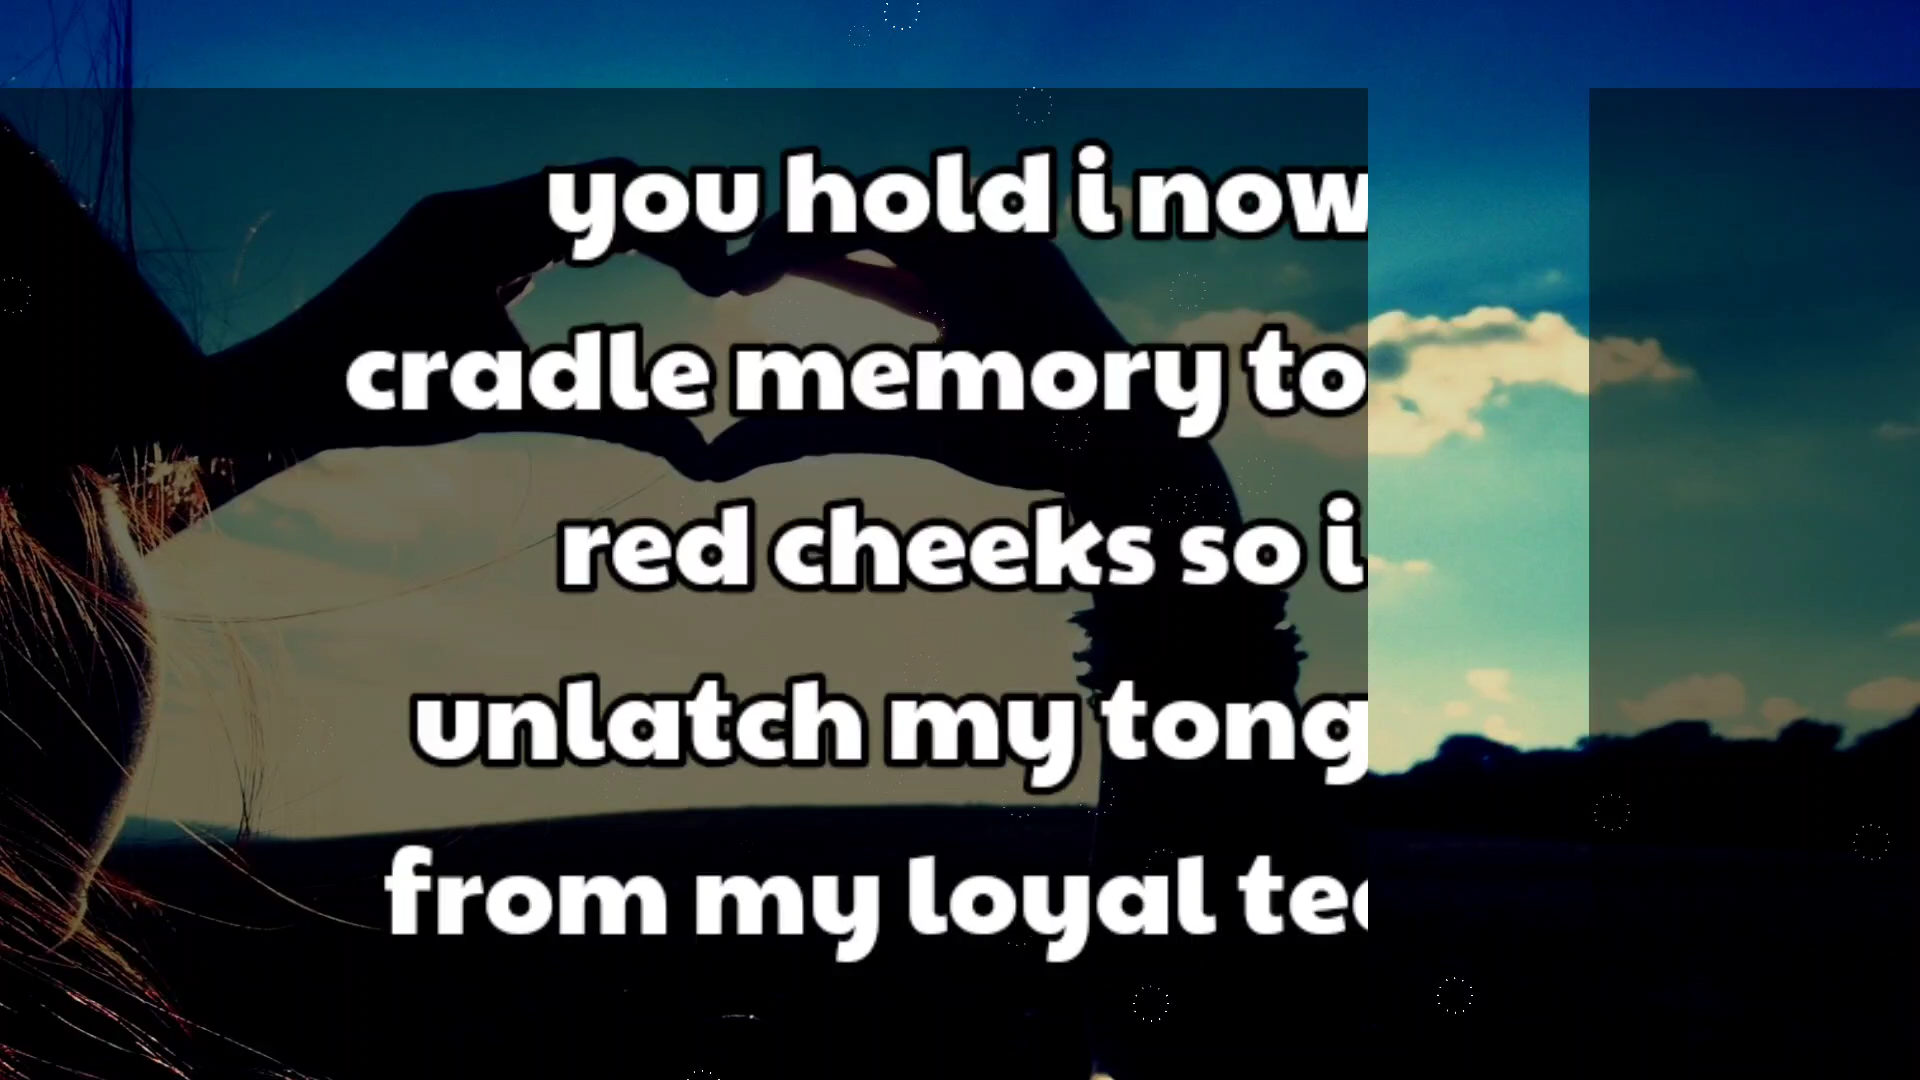 you hold i now
cradle memory to
red cheeks so i
unlatch my tong
from my loyal te